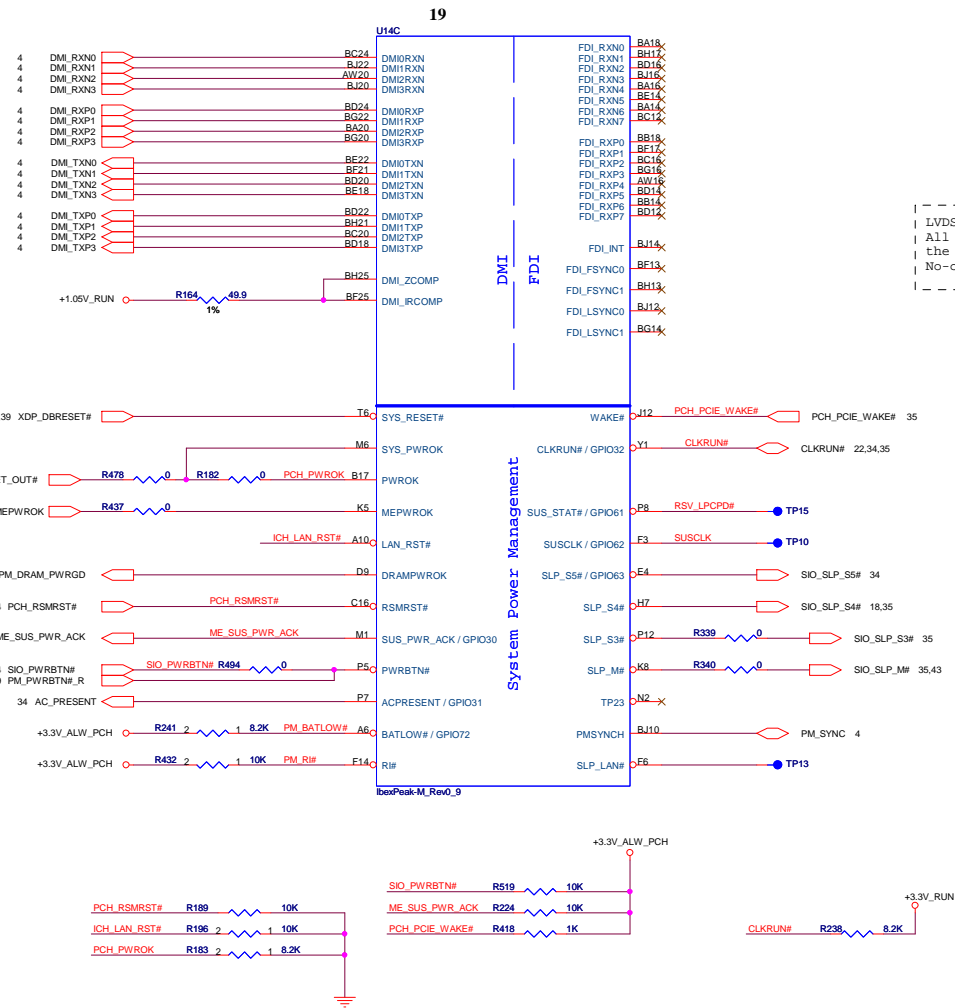 19
U14C
4 DMI_RXN0 BC24 DMI0RXN FDI_RXN0 BA18
4 DMI_RXN1 BJ22 DMI1RXN FDI_RXN1 BH17
4 DMI_RXN2 AW20 DMI2RXN FDI_RXN2 BD16
4 DMI_RXN3 BJ20 DMI3RXN FDI_RXN3 BJ16
FDI_RXN4 BA16
FDI_RXN5 BE14
4 DMI_RXP0 BD24 DMI0RXP FDI_RXN6 BA14
4 DMI_RXP1 BG22 DMI1RXP FDI_RXN7 BC12
4 DMI_RXP2 BA20 DMI2RXP
4 DMI_RXP3 BG20 DMI3RXP FDI_RXP0 BB18
FDI_RXP1 BF17
4 DMI_TXN0 BE22 DMI0TXN FDI_RXP2 BC16
4 DMI_TXN1 BF21 DMI1TXN FDI_RXP3 BG16
4 DMI_TXN2 BD20 DMI2TXN FDI_RXP4 AW16
4 DMI_TXN3 BE18 DMI3TXN FDI_RXP5 BD14
FDI_RXP6 BB14
4 DMI_TXP0 BD22 DMI0TXP FDI_RXP7 BD12
4 DMI_TXP1 BH21 DMI1TXP
4 DMI_TXP2 BC20 DMI2TXP
4 DMI_TXP3 BD18 DMI3TXP FDI_INT BJ14
DMI
FDI
FDI_FSYNC0 BF13
BH25 DMI_ZCOMP
FDI_FSYNC1 BH13
+1.05V_RUN R164 49.9 1% BF25 DMI_IRCOMP
FDI_LSYNC0 BJ12
FDI_LSYNC1 BG14
LVDS
All
the
No-c
39 XDP_DBRESET# T6 SYS_RESET# WAKE# J12 PCH_PCIE_WAKE# PCH_PCIE_WAKE# 35
M6 SYS_PWROK CLKRUN# / GPIO32 Y1 CLKRUN# CLKRUN# 22,34,35
T_OUT# R478 0 R182 0 PCH_PWROK B17 PWROK
MEPWROK R437 0 K5 MEPWROK SUS_STAT# / GPIO61 P8 RSV_LPCPD# TP15
ICH_LAN_RST# A10 LAN_RST# SUSCLK / GPIO62 F3 SUSCLK TP10
PM_DRAM_PWRGD D9 DRAMPWROK SLP_S5# / GPIO63 E4 SIO_SLP_S5# 34
PCH_RSMRST# PCH_RSMRST# C16 RSMRST# SLP_S4# H7 SIO_SLP_S4# 18,35
ME_SUS_PWR_ACK ME_SUS_PWR_ACK M1 SUS_PWR_ACK / GPIO30 SLP_S3# P12 R339 0 SIO_SLP_S3# 35
SIO_PWRBTN# SIO_PWRBTN# R494 0 P5 PWRBTN# SLP_M# K8 R340 0 SIO_SLP_M# 35,43
PM_PWRBTN#_R
34 AC_PRESENT P7 ACPRESENT / GPIO31 TP23 N2
+3.3V_ALW_PCH R241 2 1 8.2K PM_BATLOW# A6 BATLOW# / GPIO72 PMSYNCH BJ10 PM_SYNC 4
+3.3V_ALW_PCH R432 2 1 10K PM_RI# F14 RI# SLP_LAN# F6 TP13
System Power Management
IbexPeak-M_Rev0_9
+3.3V_ALW_PCH
SIO_PWRBTN# R519 10K
ME_SUS_PWR_ACK R224 10K
PCH_PCIE_WAKE# R418 1K
+3.3V_RUN
CLKRUN# R238 8.2K
PCH_RSMRST# R189 10K
ICH_LAN_RST# R196 2 1 10K
PCH_PWROK R183 2 1 8.2K